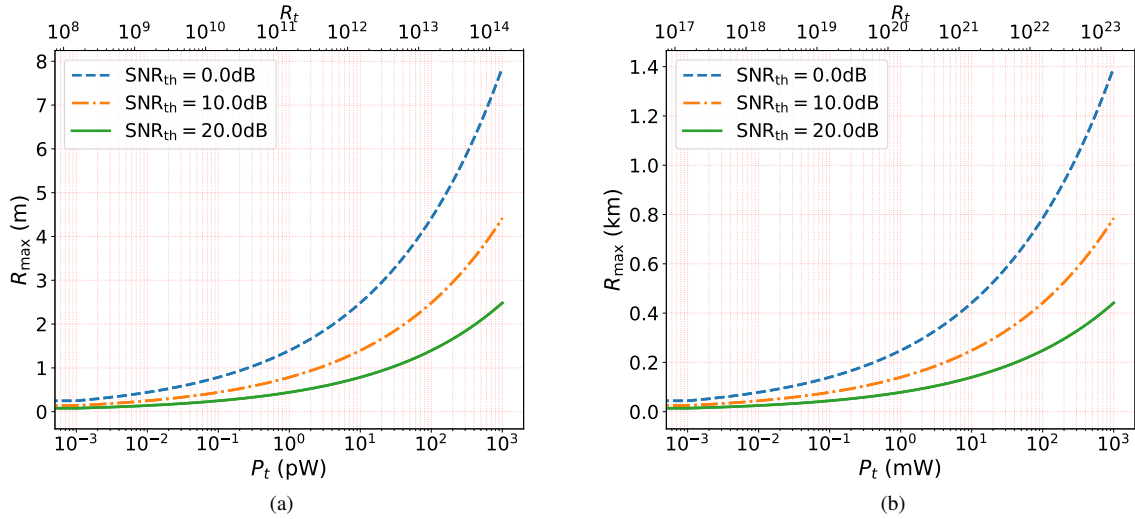 R_t
10^8 10^9 10^10 10^11 10^12 10^13 10^14
8
7
6
5
4
3
2
1
0
R_max (m)
SNR_th = 0.0dB
SNR_th = 10.0dB
SNR_th = 20.0dB
10^−3 10^−2 10^−1 10^0 10^1 10^2 10^3
P_t (pW)
(a)
R_t
10^17 10^18 10^19 10^20 10^21 10^22 10^23
1.4
1.2
1.0
0.8
0.6
0.4
0.2
0.0
R_max (km)
SNR_th = 0.0dB
SNR_th = 10.0dB
SNR_th = 20.0dB
10^−3 10^−2 10^−1 10^0 10^1 10^2 10^3
P_t (mW)
(b)